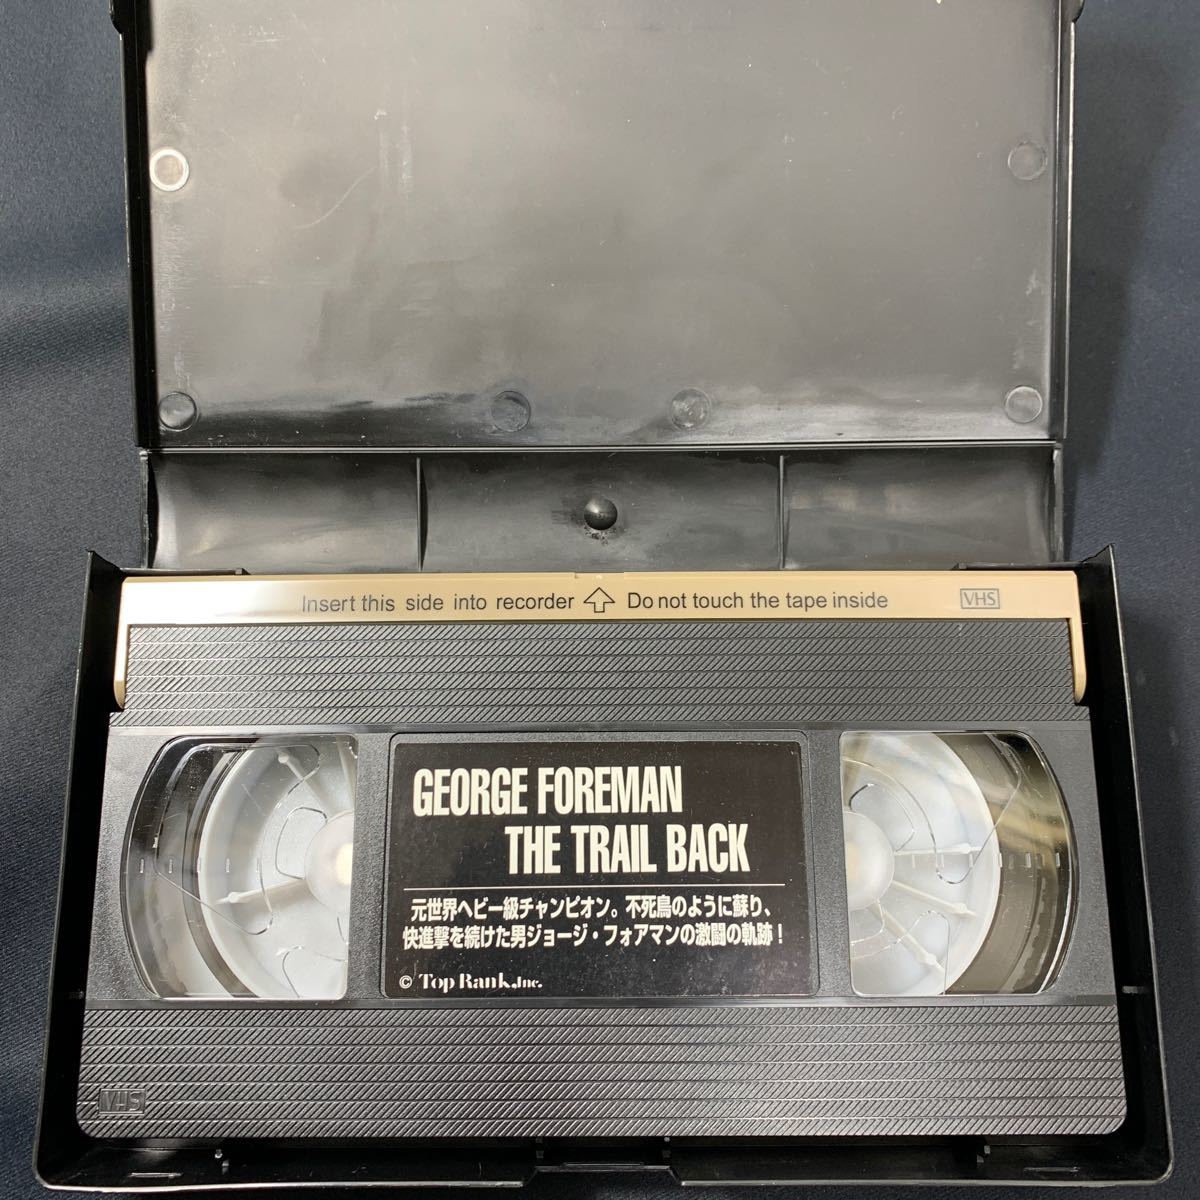 Insert this side into recorder Do not touch the tape inside VHS
GEORGE FOREMAN
THE TRAIL BACK
元世界ヘビー級チャンピオン。不死鳥のように蘇り、
快進撃を続けた男ジョージ・フォアマンの激闘の軌跡！
© Top Rank,Inc.
VHS